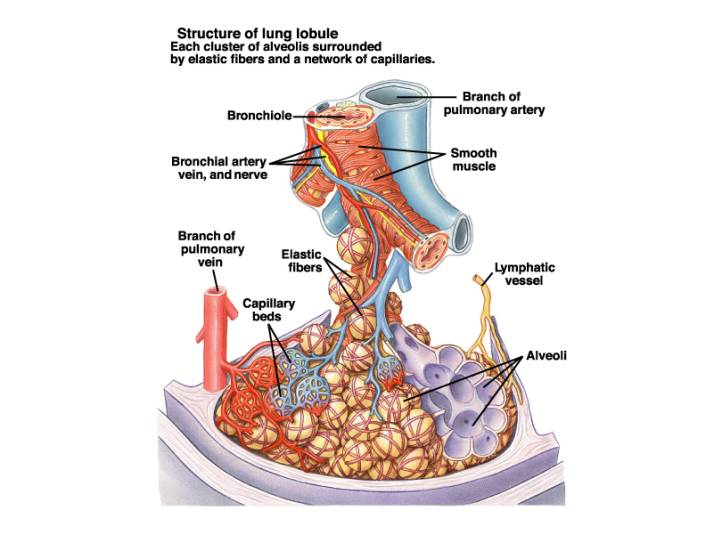 Structure of lung lobule
Each cluster of alveolis surrounded
by elastic fibers and a network of capillaries.
Branch of
pulmonary artery
Bronchiole
Smooth
muscle
Bronchial artery
vein, and nerve
Branch of
pulmonary
vein
Elastic
fibers
Lymphatic
vessel
Capillary
beds
Alveoli